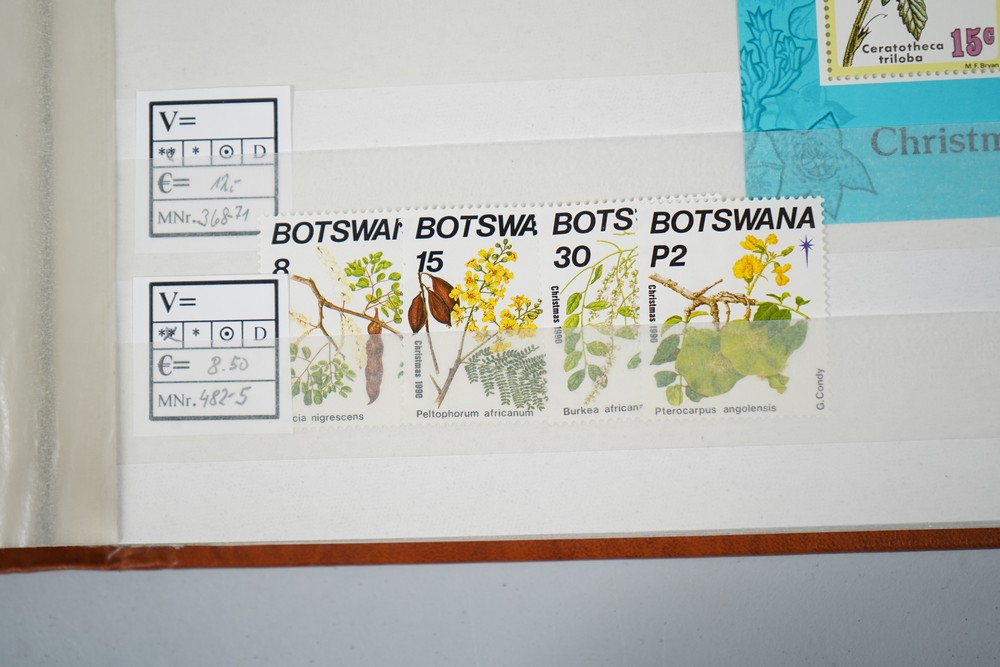 Ceratotheca
triloba
15c
M.F.Bryan
Christm
V=
** * ⊙ D
€= 12,-
MNr. 368-71
BOTSWAN
8
cia nigrescens
BOTSWA
15
Christmas 1990
Peltophorum africanum
BOTS
30
Christmas 1990
Burkea african
BOTSWANA
P2
Christmas 1990
Pterocarpus angolensis
G.Condy
V=
** * ⊙ D
€= 8.50
MNr. 482-5